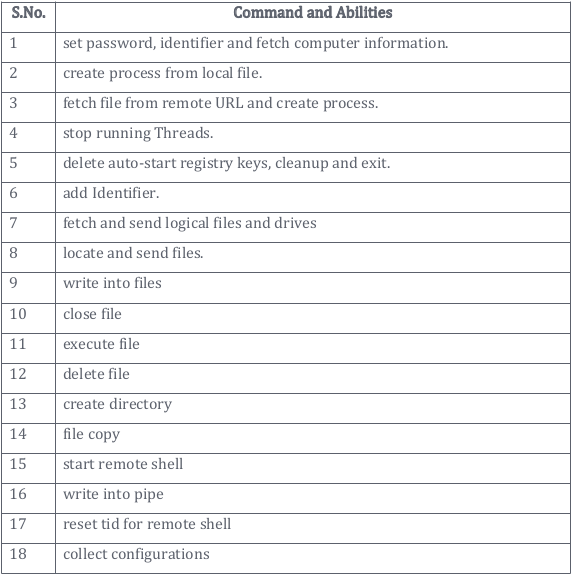 S.No. Command and Abilities
1 set password, identifier and fetch computer information.
2 create process from local file.
3 fetch file from remote URL and create process.
4 stop running Threads.
5 delete auto-start registry keys, cleanup and exit.
6 add Identifier.
7 fetch and send logical files and drives
8 locate and send files.
9 write into files
10 close file
11 execute file
12 delete file
13 create directory
14 file copy
15 start remote shell
16 write into pipe
17 reset tid for remote shell
18 collect configurations